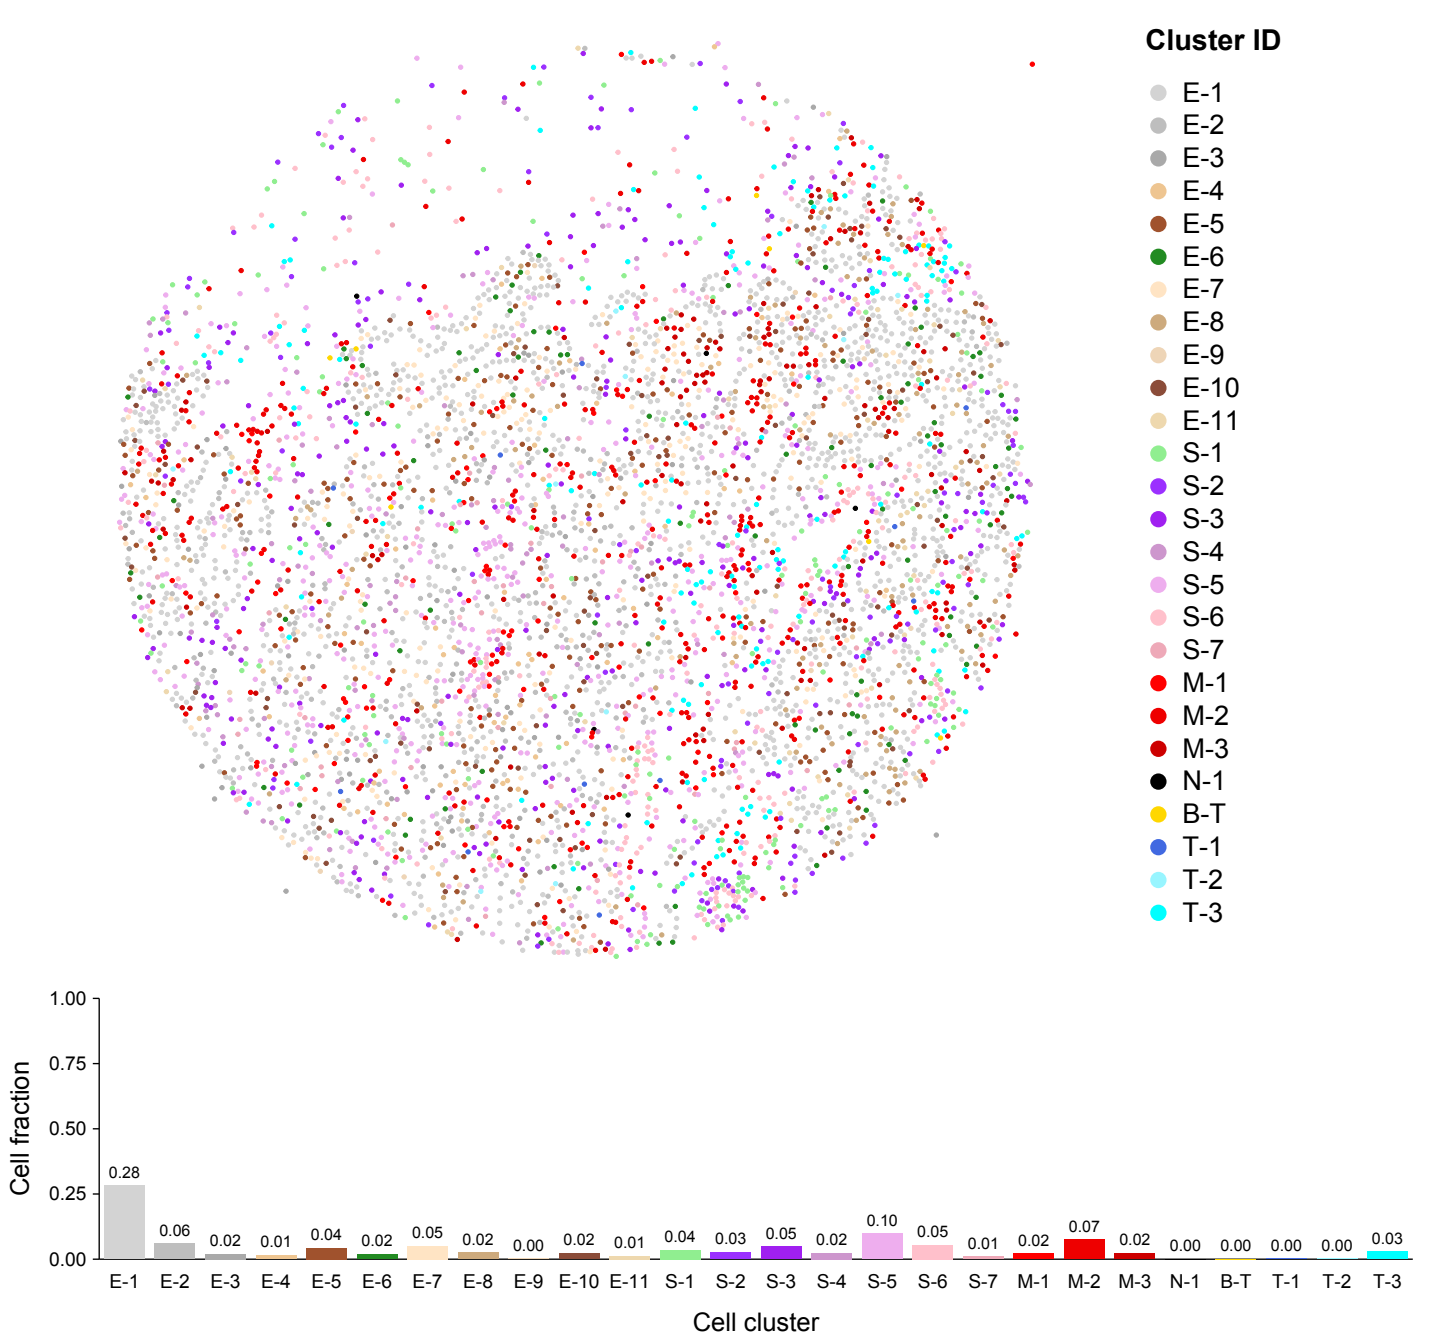 Cluster ID
E-1
E-2
E-3
E-4
E-5
E-6
E-7
E-8
E-9
E-10
E-11
S-1
S-2
S-3
S-4
S-5
S-6
S-7
M-1
M-2
M-3
N-1
B-T
T-1
T-2
T-3
Cell fraction
1.00
0.75
0.50
0.25
0.00
0.28 0.06 0.02 0.01 0.04 0.02 0.05 0.02 0.00 0.02 0.01 0.04 0.03 0.05 0.02 0.10 0.05 0.01 0.02 0.07 0.02 0.00 0.00 0.00 0.00 0.03
E-1 E-2 E-3 E-4 E-5 E-6 E-7 E-8 E-9 E-10 E-11 S-1 S-2 S-3 S-4 S-5 S-6 S-7 M-1 M-2 M-3 N-1 B-T T-1 T-2 T-3
Cell cluster